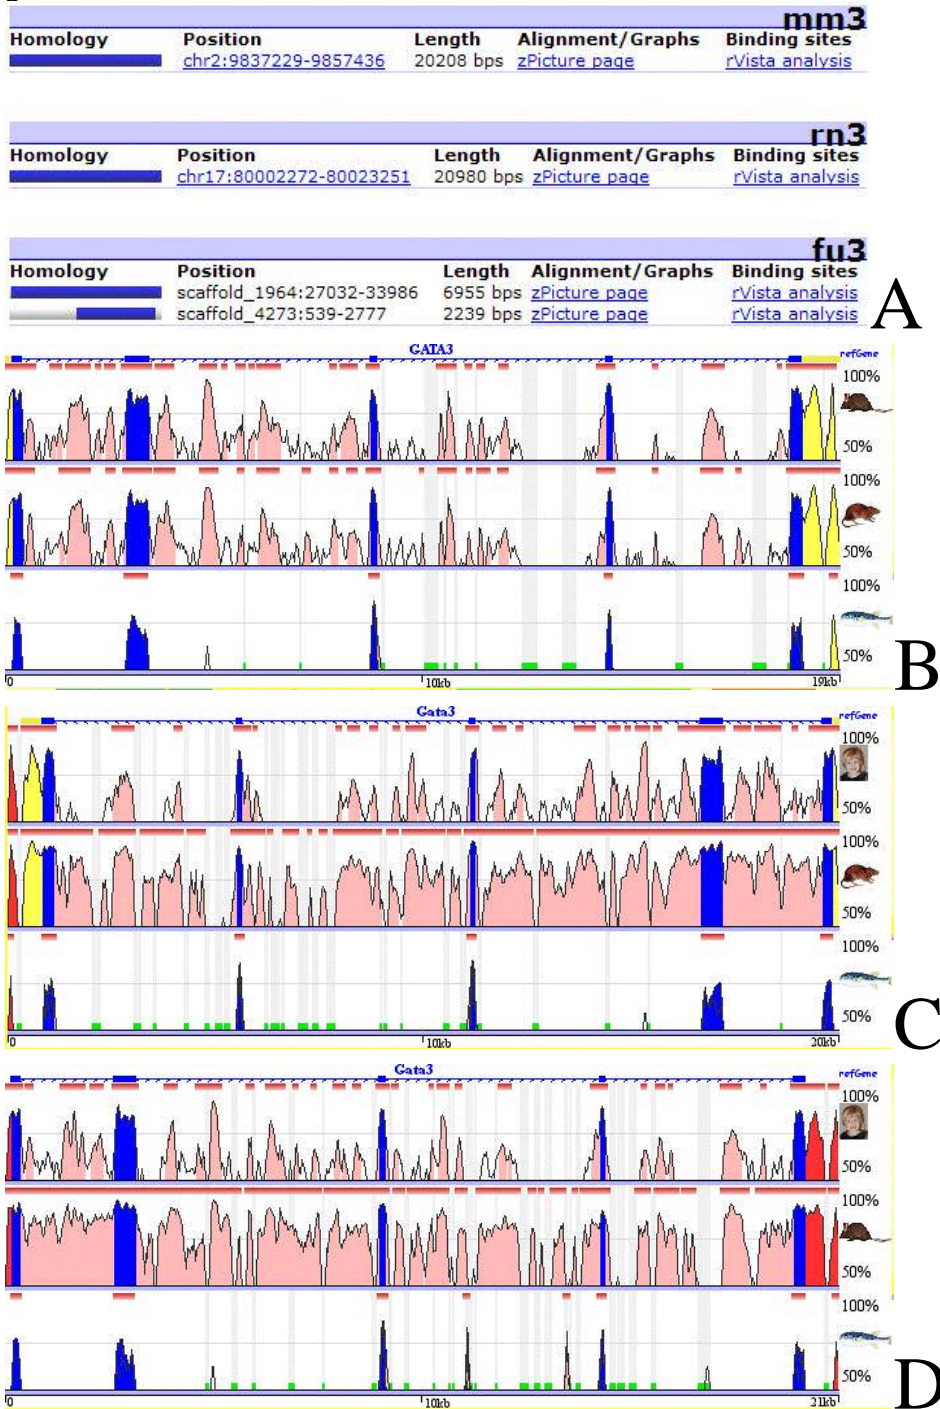 mm3
Homology Position Length Alignment/Graphs Binding sites
chr2:9837229-9857436 20208 bps zPicture page rVista analysis
rn3
Homology Position Length Alignment/Graphs Binding sites
chr17:80002272-80023251 20980 bps zPicture page rVista analysis
fu3
Homology Position Length Alignment/Graphs Binding sites
scaffold_1964:27032-33986 6955 bps zPicture page rVista analysis
scaffold_4273:539-2777 2239 bps zPicture page rVista analysis
A
GATA3 refGene
100%
50%
100%
50%
100%
50%
0 10kb 19kb
B
Gata3 refGene
100%
50%
100%
50%
100%
50%
0 10kb 20kb
C
Gata3 refGene
100%
50%
100%
50%
100%
50%
0 10kb 21kb
D